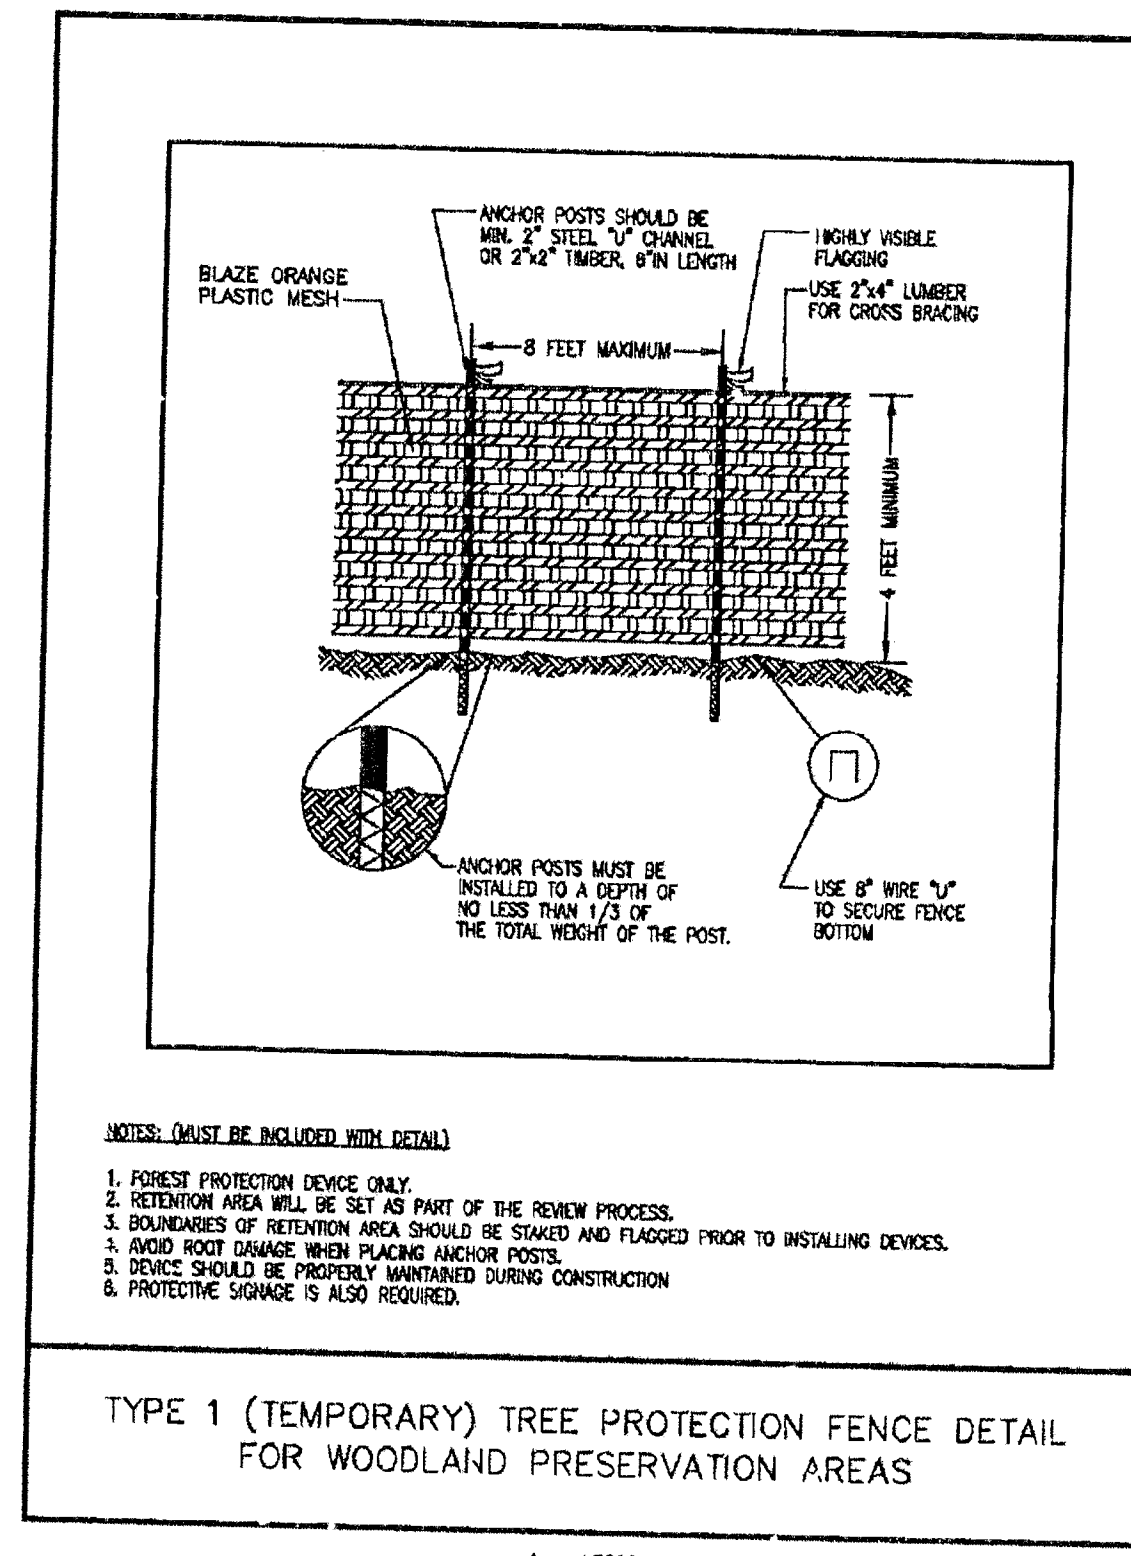 ANCHOR POSTS SHOULD BE
MIN. 2" STEEL "U" CHANNEL
OR 2"x2" TIMBER, 6"IN LENGTH
HIGHLY VISIBLE
FLAGGING
BLAZE ORANGE
PLASTIC MESH
USE 2"x4" LUMBER
FOR CROSS BRACING
8 FEET MAXIMUM
4 FEET MINIMUM
ANCHOR POSTS MUST BE
INSTALLED TO A DEPTH OF
NO LESS THAN 1/3 OF
THE TOTAL WEIGHT OF THE POST.
USE 8" WIRE "U"
TO SECURE FENCE
BOTTOM
NOTES: (MUST BE INCLUDED WITH DETAIL)
1. FOREST PROTECTION DEVICE ONLY.
2. RETENTION AREA WILL BE SET AS PART OF THE REVIEW PROCESS.
3. BOUNDARIES OF RETENTION AREA SHOULD BE STAKED AND FLAGGED PRIOR TO INSTALLING DEVICES.
4. AVOID ROOT DAMAGE WHEN PLACING ANCHOR POSTS.
5. DEVICE SHOULD BE PROPERLY MAINTAINED DURING CONSTRUCTION
6. PROTECTIVE SIGNAGE IS ALSO REQUIRED.
TYPE 1 (TEMPORARY) TREE PROTECTION FENCE DETAIL
FOR WOODLAND PRESERVATION AREAS